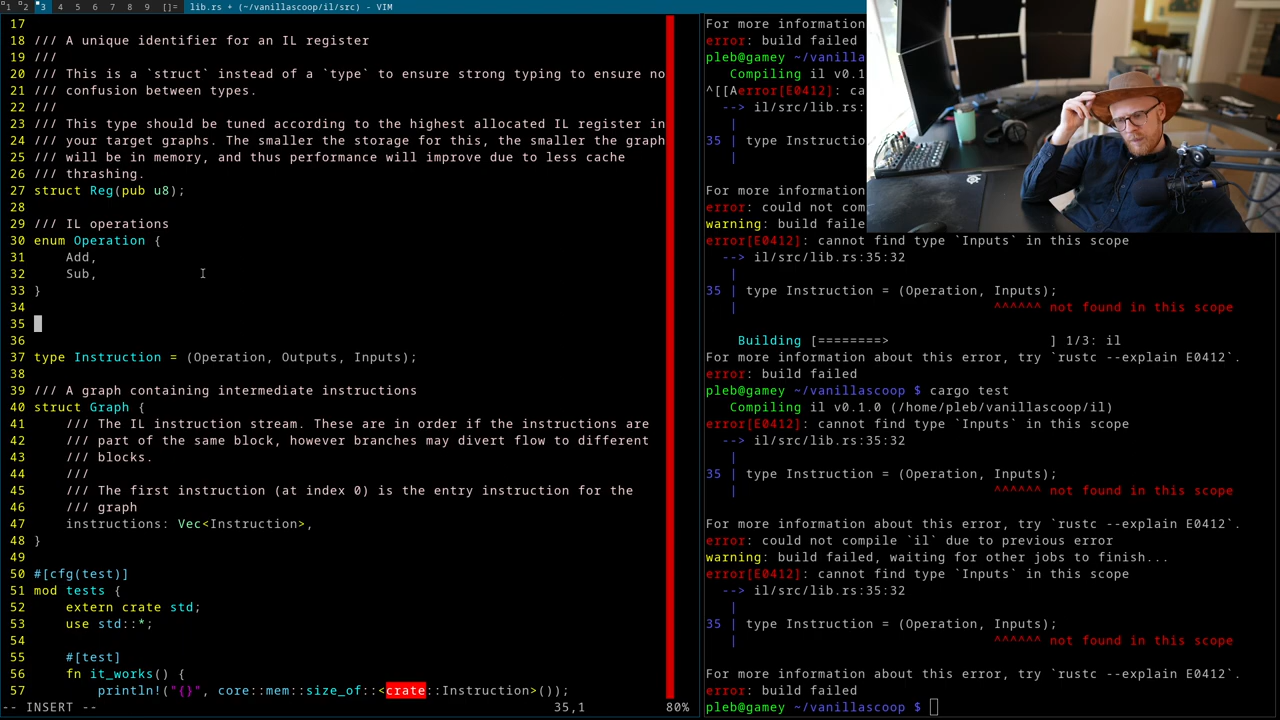 1 2 3 4 5 6 7 8 9 []= lib.rs + (~/vanillascoop/il/src) - VIM
17
18 /// A unique identifier for an IL register
19 ///
20 /// This is a `struct` instead of a `type` to ensure strong typing to ensure no
21 /// confusion between types.
22 ///
23 /// This type should be tuned according to the highest allocated IL register in
24 /// your target graphs. The smaller the storage for this, the smaller the graph
25 /// will be in memory, and thus performance will improve due to less cache
26 /// thrashing.
27 struct Reg(pub u8);
28
29 /// IL operations
30 enum Operation {
31     Add,
32     Sub,
33 }
34
35
36
37 type Instruction = (Operation, Outputs, Inputs);
38
39 /// A graph containing intermediate instructions
40 struct Graph {
41     /// The IL instruction stream. These are in order if the instructions are
42     /// part of the same block, however branches may divert flow to different
43     /// blocks.
44     ///
45     /// The first instruction (at index 0) is the entry instruction for the
46     /// graph
47     instructions: Vec<Instruction>,
48 }
49
50 #[cfg(test)]
51 mod tests {
52     extern crate std;
53     use std::*;
54
55     #[test]
56     fn it_works() {
57         println!("{}", core::mem::size_of::<crate::Instruction>());
-- INSERT -- 35,1 80%
For more information
error: build failed
pleb@gamey ~/vanilla
   Compiling il v0.1
^[[Aerror[E0412]: ca
  --> il/src/lib.rs:
   |
35 | type Instructio
   |
For more information
error: could not com
warning: build faile
error[E0412]: cannot find type `Inputs` in this scope
  --> il/src/lib.rs:35:32
   |
35 | type Instruction = (Operation, Inputs);
   |                                ^^^^^^ not found in this scope
    Building [========>                    ] 1/3: il
For more information about this error, try `rustc --explain E0412`.
error: build failed
pleb@gamey ~/vanillascoop $ cargo test
   Compiling il v0.1.0 (/home/pleb/vanillascoop/il)
error[E0412]: cannot find type `Inputs` in this scope
  --> il/src/lib.rs:35:32
   |
35 | type Instruction = (Operation, Inputs);
   |                                ^^^^^^ not found in this scope
For more information about this error, try `rustc --explain E0412`.
error: could not compile `il` due to previous error
warning: build failed, waiting for other jobs to finish...
error[E0412]: cannot find type `Inputs` in this scope
  --> il/src/lib.rs:35:32
   |
35 | type Instruction = (Operation, Inputs);
   |                                ^^^^^^ not found in this scope
For more information about this error, try `rustc --explain E0412`.
error: build failed
pleb@gamey ~/vanillascoop $